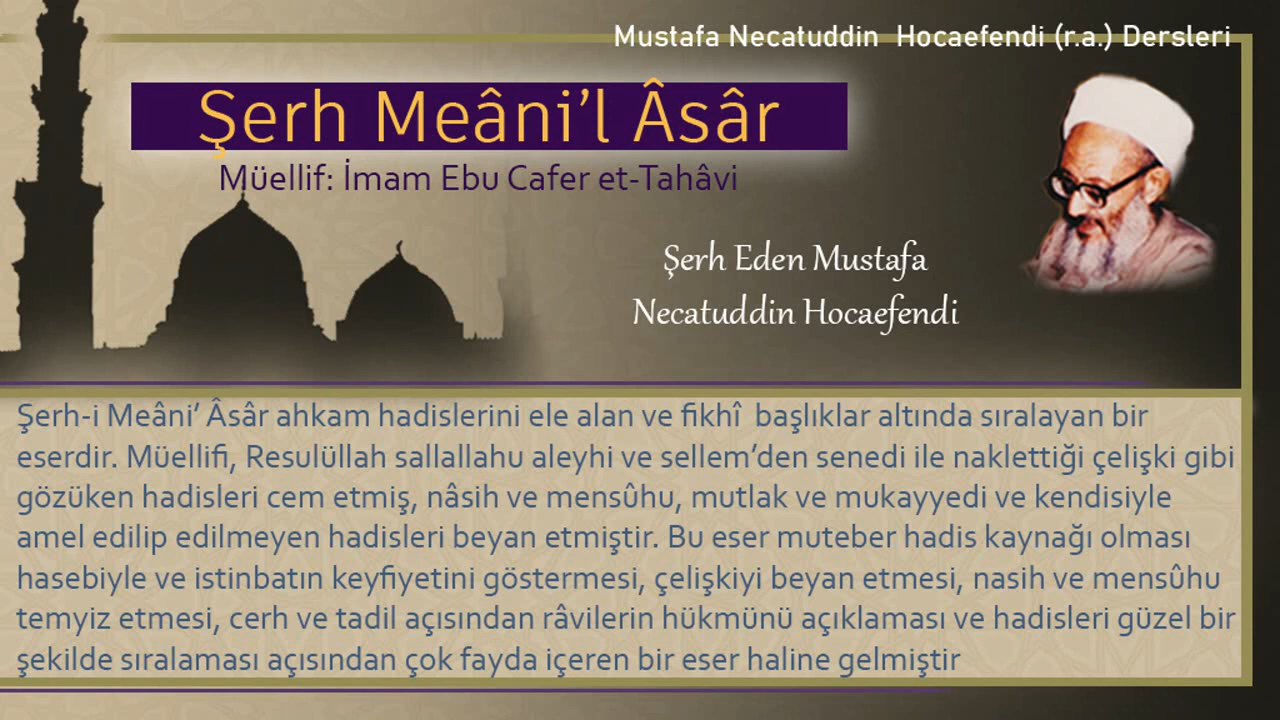 Mustafa Necatuddin Hocaefendi (r.a.) Dersleri
Şerh Meâni’l Âsâr
Müellif: İmam Ebu Cafer et-Tahâvi
Şerh Eden Mustafa
Necatuddin Hocaefendi
Şerh-i Meâni’ Âsâr ahkam hadislerini ele alan ve fikhî başlıklar altında sıralayan bir
eserdir. Müellifi, Resulüllah sallallahu aleyhi ve sellem’den senedi ile naklettiği çelişki gibi
gözüken hadisleri cem etmiş, nâsih ve mensûhu, mutlak ve mukayyedi ve kendisiyle
amel edilip edilmeyen hadisleri beyan etmiştir. Bu eser muteber hadis kaynağı olması
hasebiyle ve istinbatın keyfiyetini göstermesi, çelişkiyi beyan etmesi, nasih ve mensûhu
temyiz etmesi, cerh ve tadil açısından râvilerin hükmünü açıklaması ve hadisleri güzel bir
şekilde sıralaması açısından çok fayda içeren bir eser haline gelmiştir